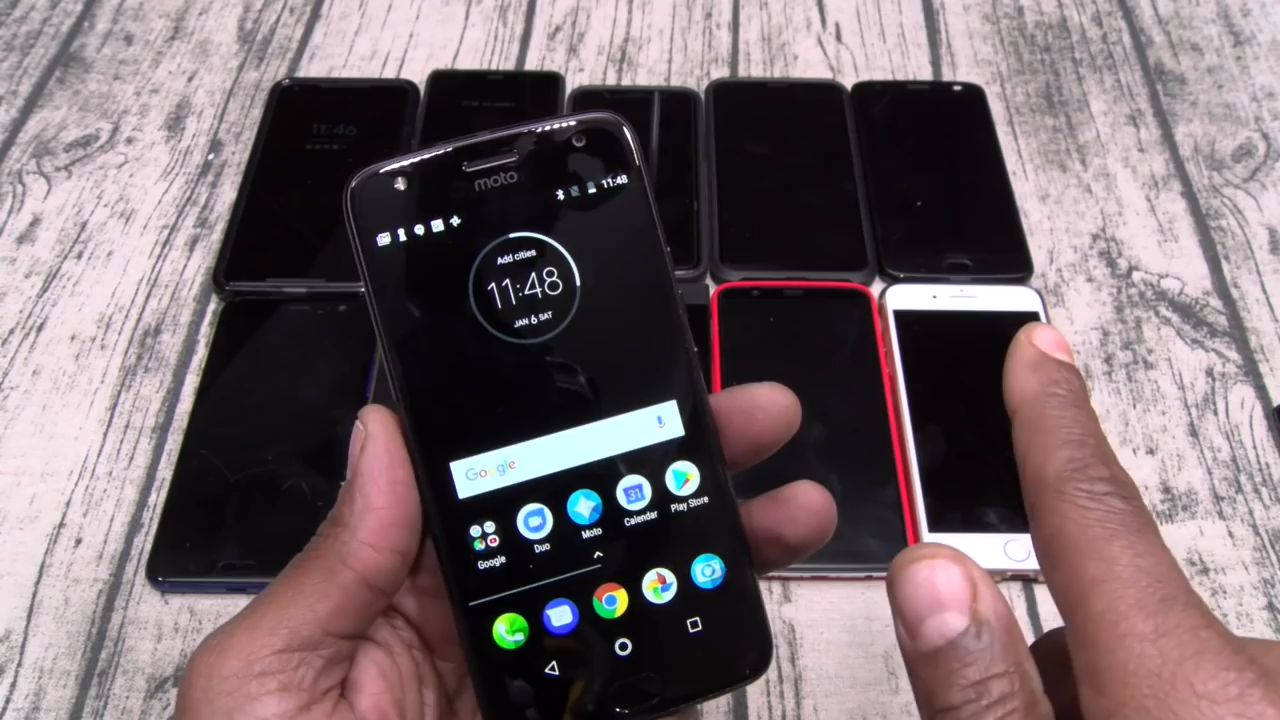 11:46
moto
11:48
Add cities
11:48
JAN 6 SAT
Google
31
Google
Duo
Moto
Calendar
Play Store